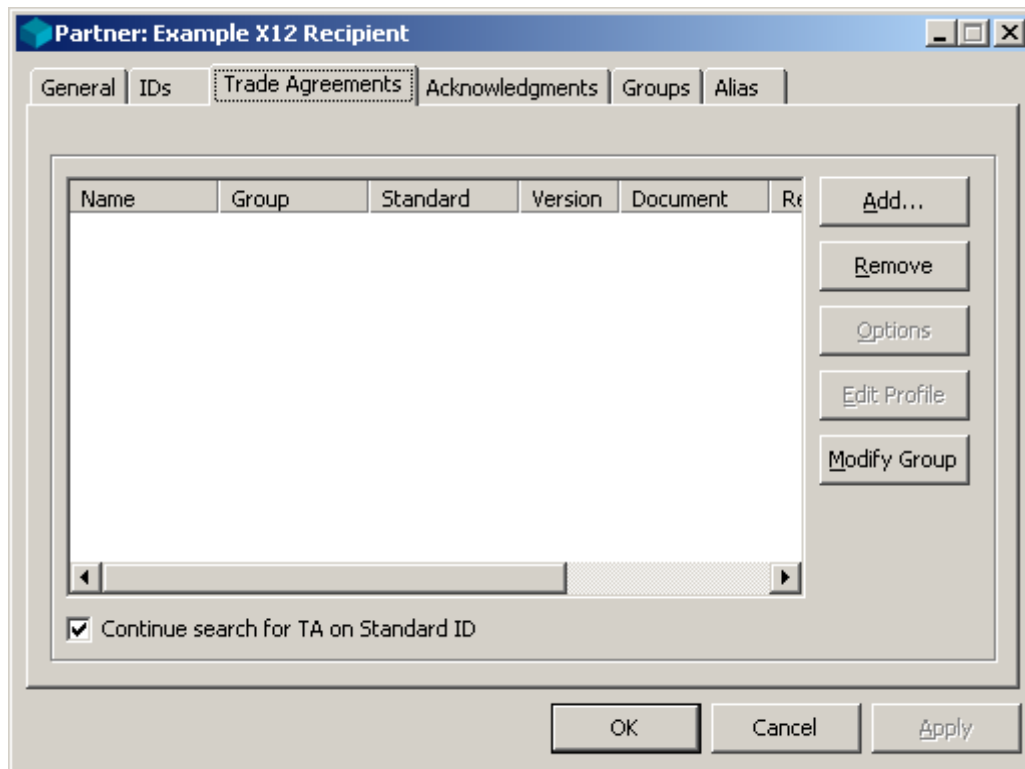 Partner: Example X12 Recipient
General IDs Trade Agreements Acknowledgments Groups Alias
Name Group Standard Version Document Re
Add...
Remove
Options
Edit Profile
Modify Group
Continue search for TA on Standard ID
OK Cancel Apply